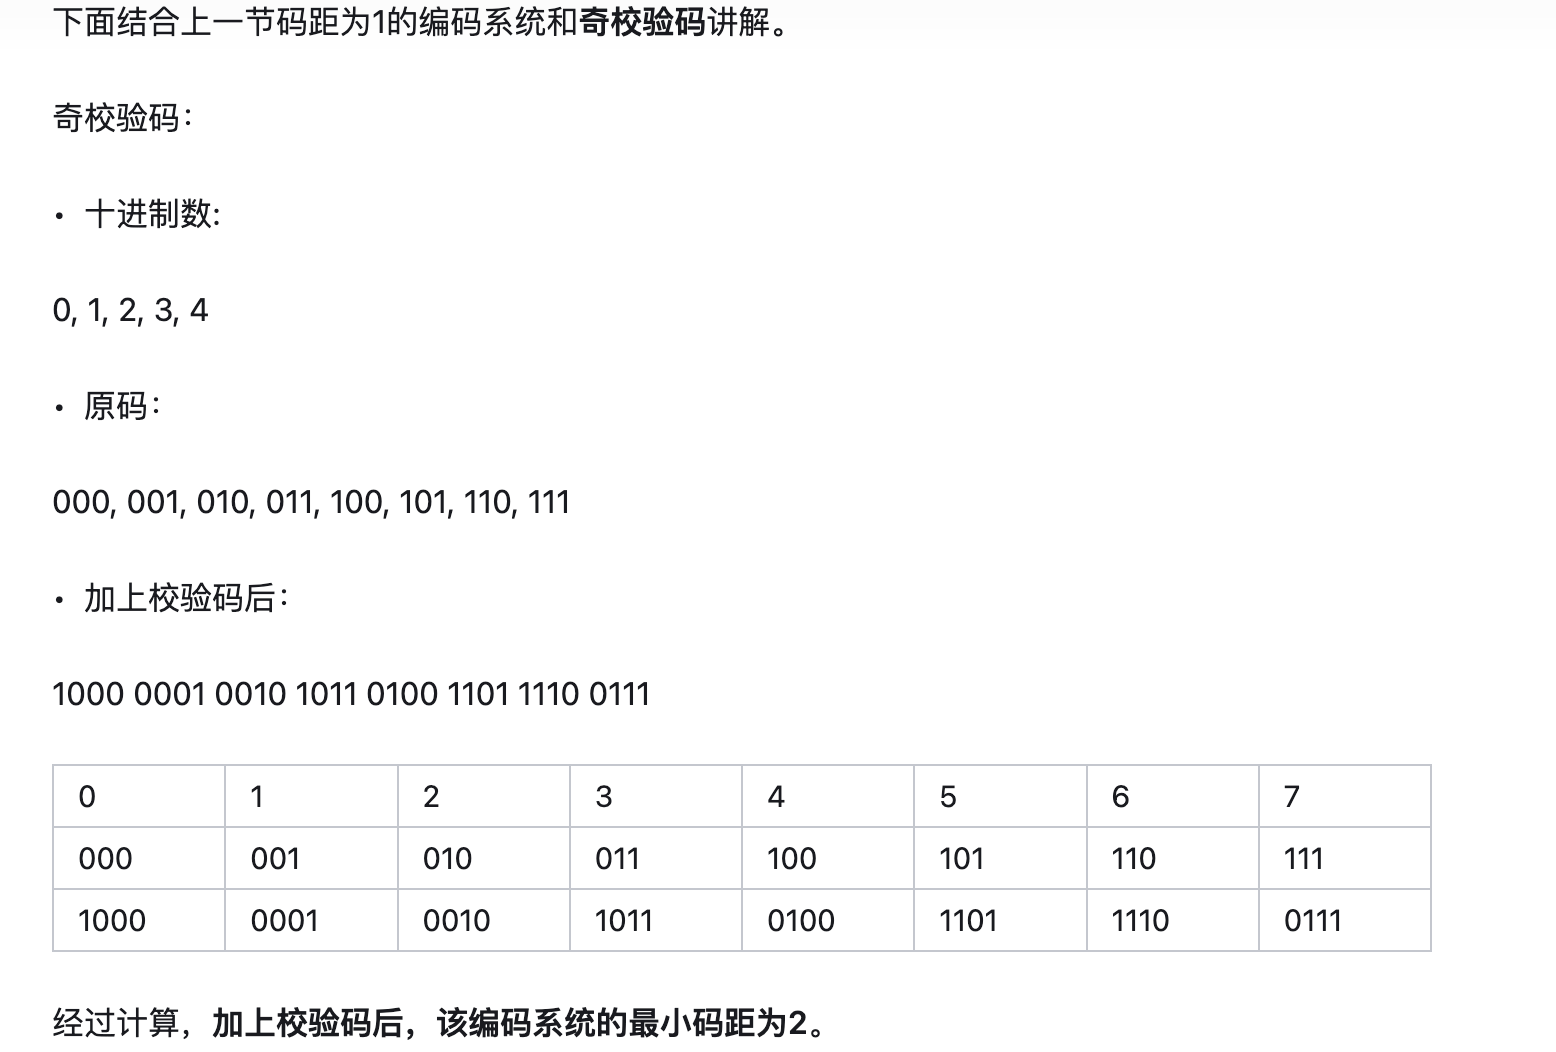 下面结合上一节码距为1的编码系统和奇校验码讲解。
奇校验码：
• 十进制数:
0, 1, 2, 3, 4
• 原码：
000, 001, 010, 011, 100, 101, 110, 111
• 加上校验码后：
1000 0001 0010 1011 0100 1101 1110 0111
0 1 2 3 4 5 6 7
000 001 010 011 100 101 110 111
1000 0001 0010 1011 0100 1101 1110 0111
经过计算，加上校验码后，该编码系统的最小码距为2。